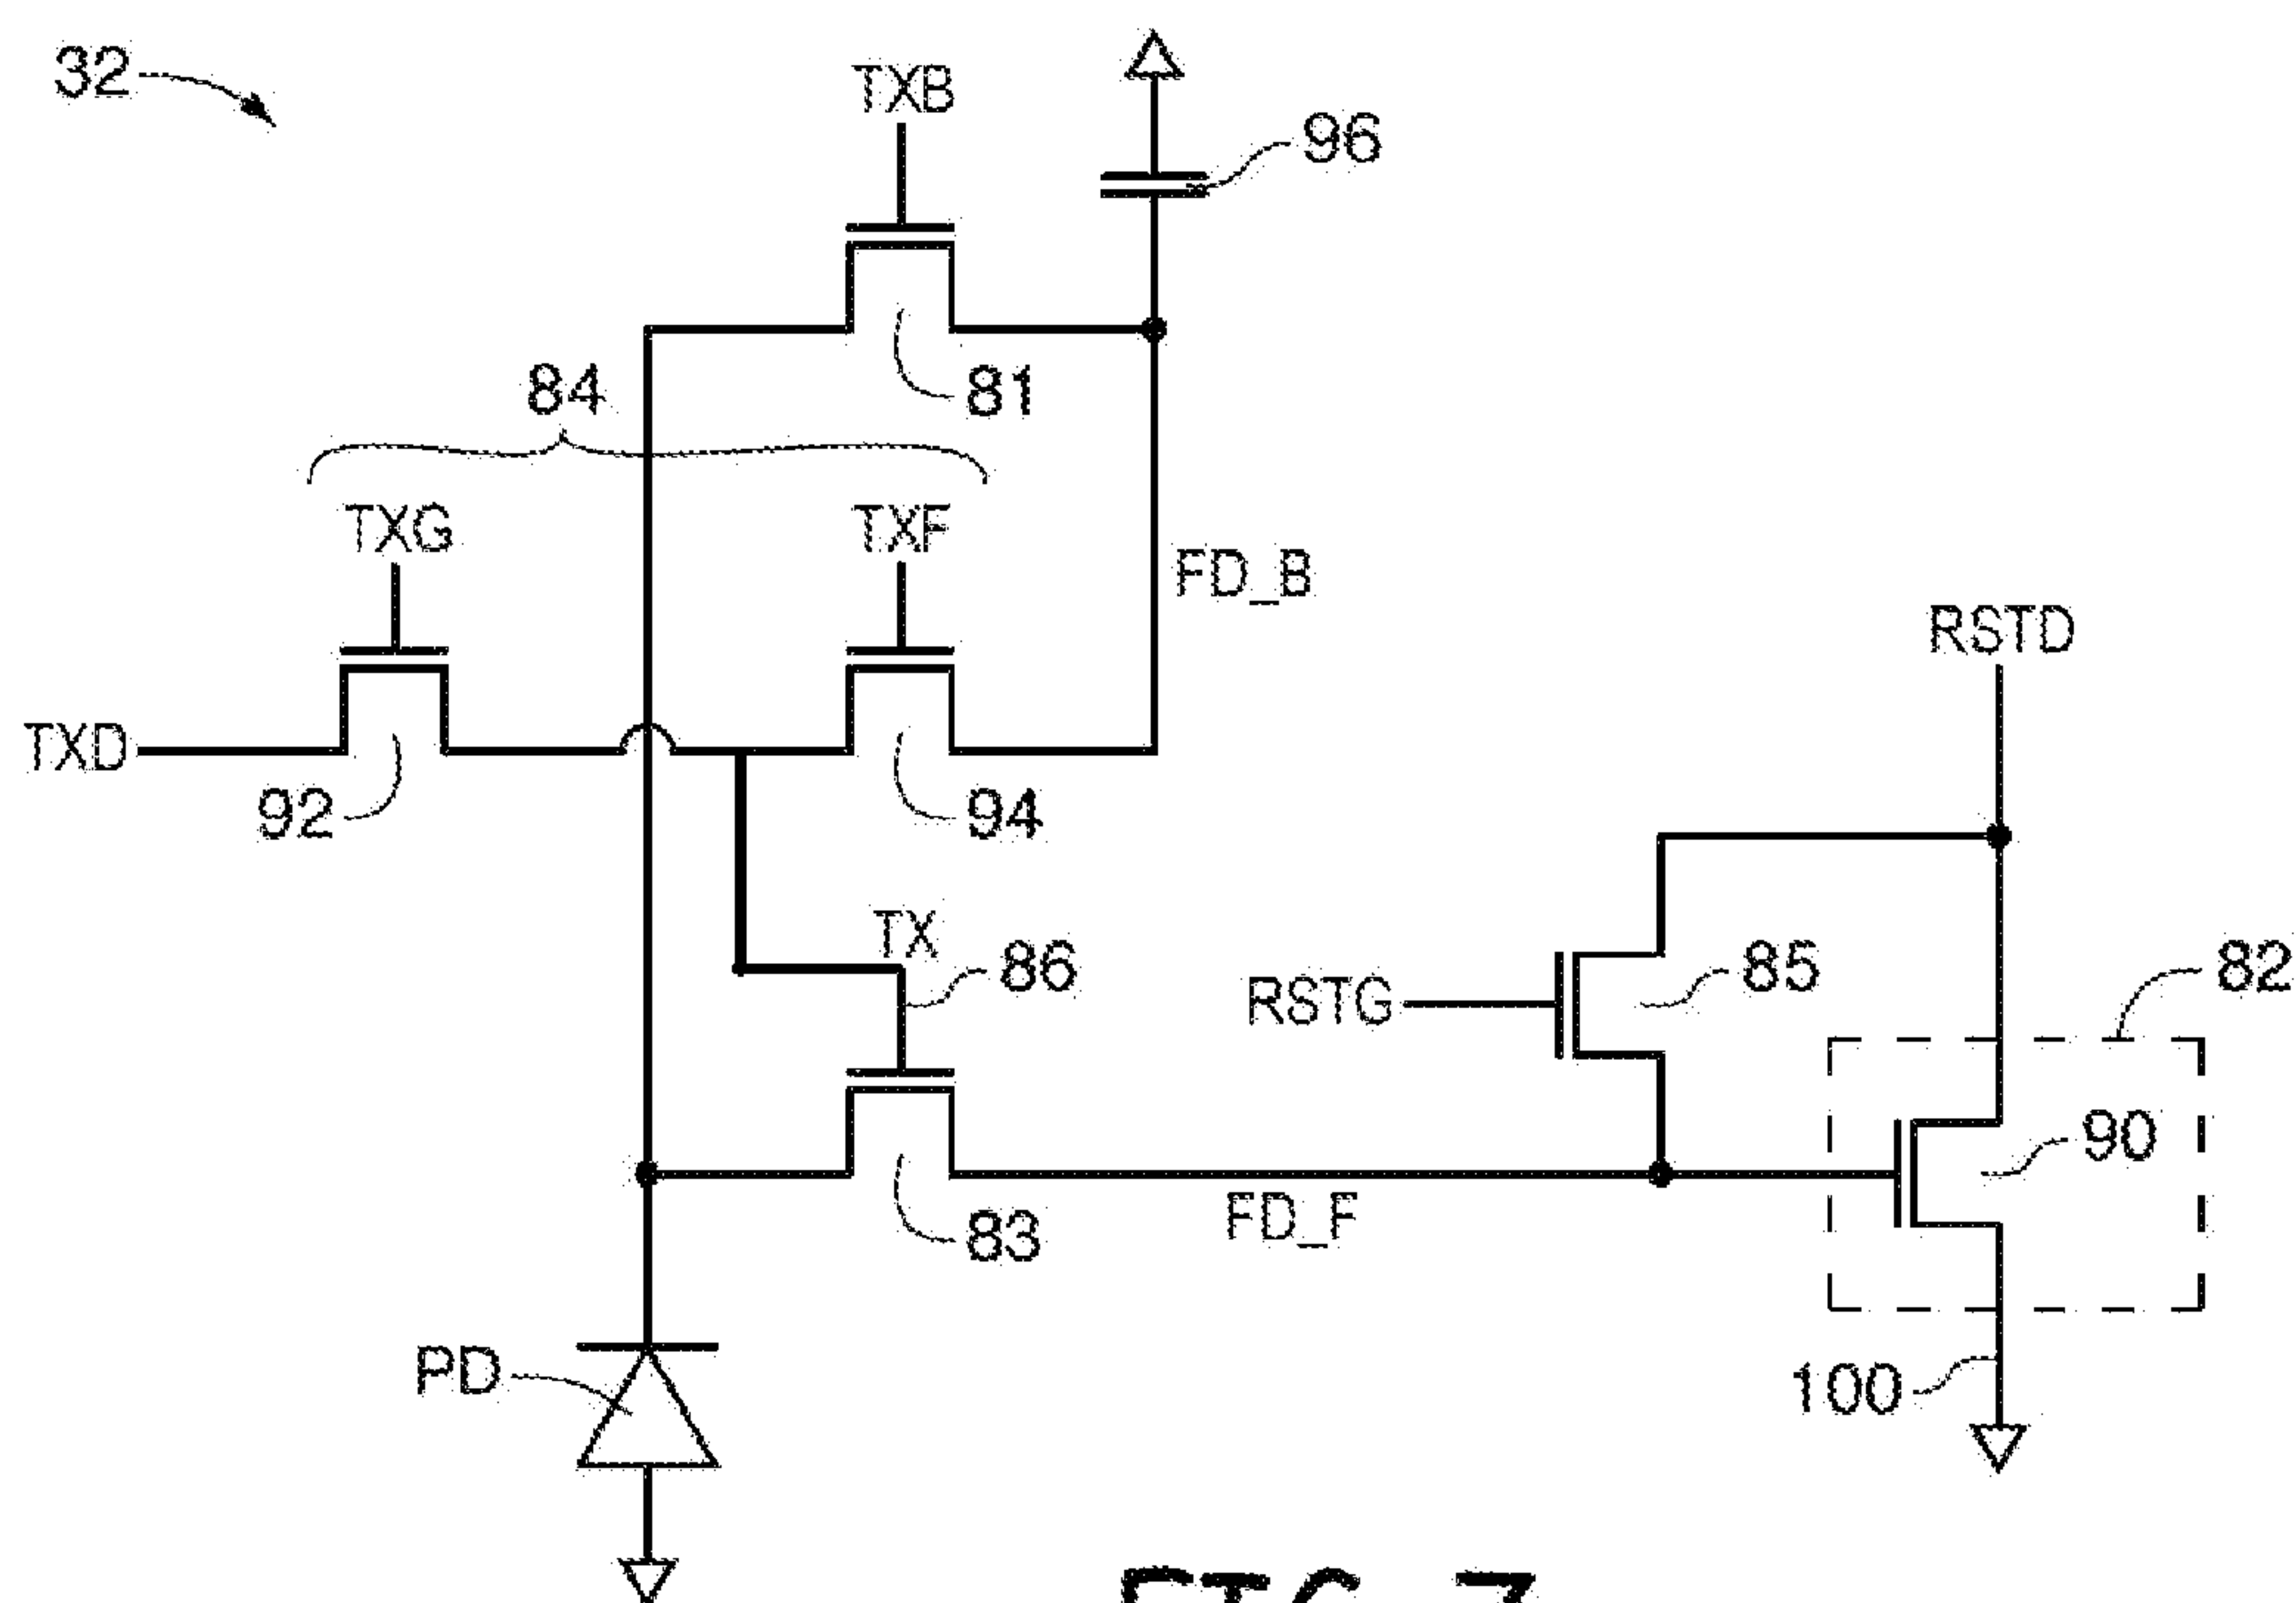 32
TXB
96
81
84
TXG
TXF
FD_B
RSTD
TXD
92
94
TX
86
RSTG
85
82
90
83
FD_F
PD
100